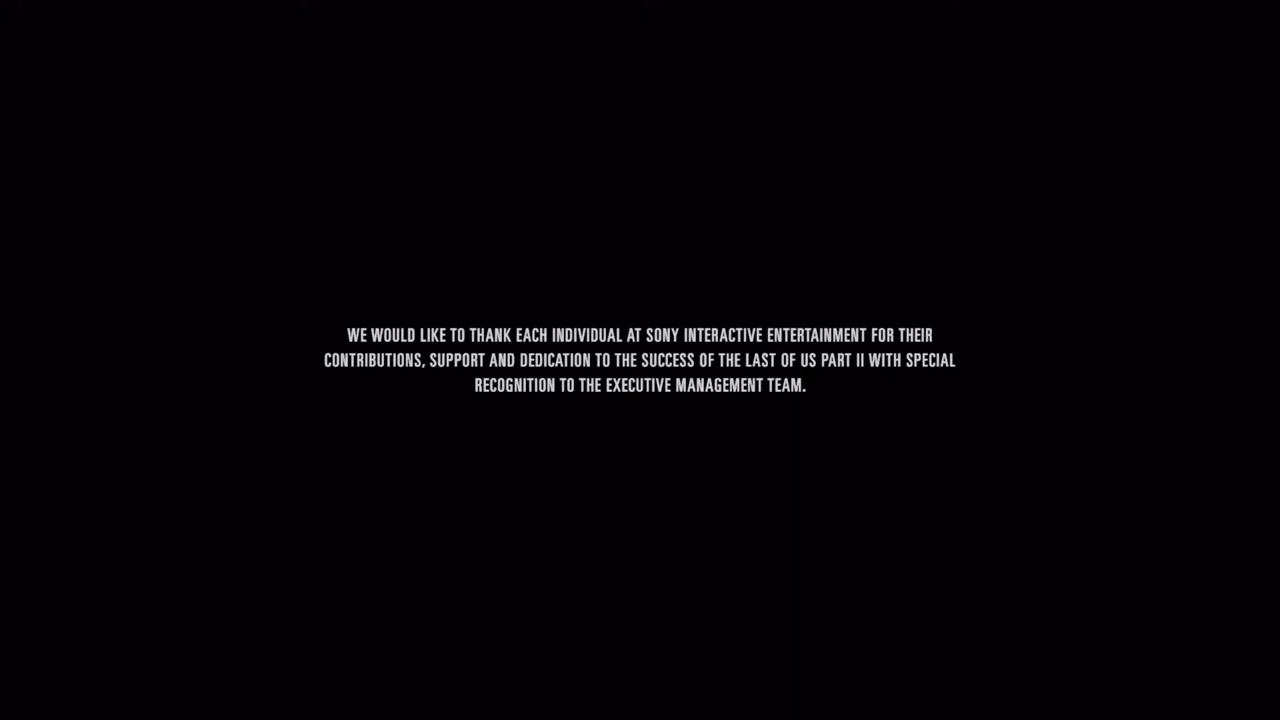 WE WOULD LIKE TO THANK EACH INDIVIDUAL AT SONY INTERACTIVE ENTERTAINMENT FOR THEIR
CONTRIBUTIONS, SUPPORT AND DEDICATION TO THE SUCCESS OF THE LAST OF US PART II WITH SPECIAL
RECOGNITION TO THE EXECUTIVE MANAGEMENT TEAM.